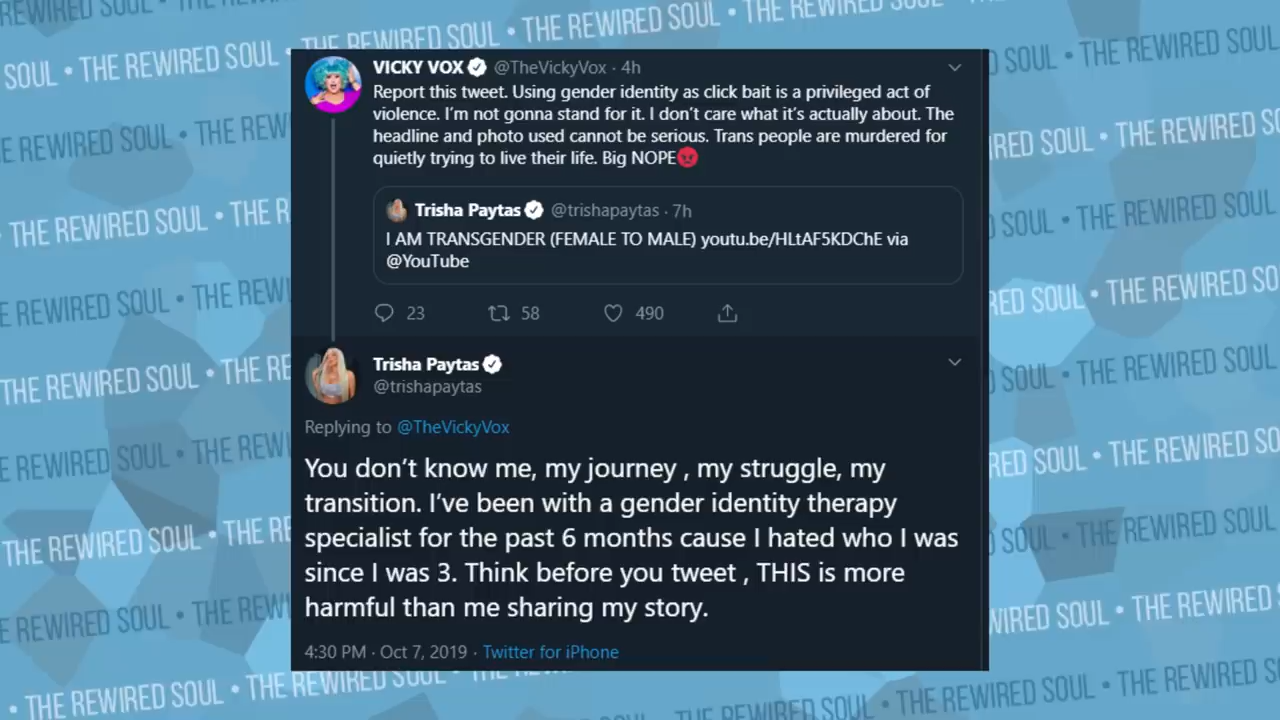 THE REWIRED SOUL • THE REWIRED SOUL • THE REWIRED SOUL
VICKY VOX @TheVickyVox · 4h
Report this tweet. Using gender identity as click bait is a privileged act of
violence. I'm not gonna stand for it. I don't care what it's actually about. The
headline and photo used cannot be serious. Trans people are murdered for
quietly trying to live their life. Big NOPE😡
Trisha Paytas @trishapaytas · 7h
I AM TRANSGENDER (FEMALE TO MALE) youtu.be/HLtAF5KDChE via
@YouTube
23 58 490
Trisha Paytas
@trishapaytas
Replying to @TheVickyVox
You don't know me, my journey , my struggle, my
transition. I've been with a gender identity therapy
specialist for the past 6 months cause I hated who I was
since I was 3. Think before you tweet , THIS is more
harmful than me sharing my story.
4:30 PM · Oct 7, 2019 · Twitter for iPhone